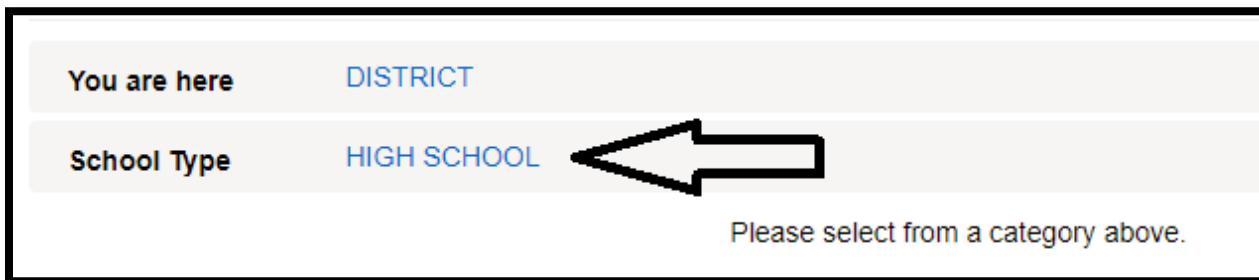 You are here DISTRICT
School Type HIGH SCHOOL
Please select from a category above.